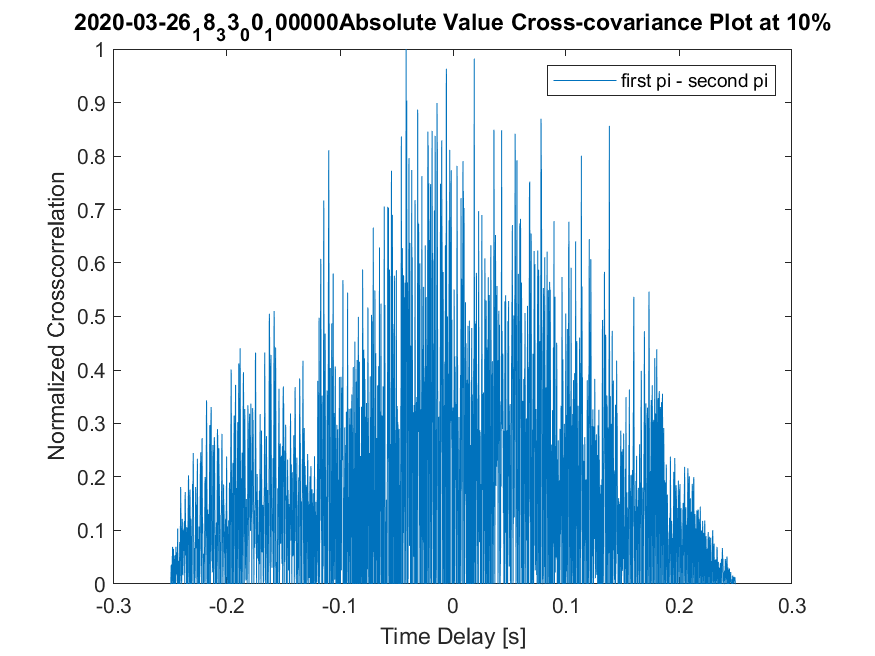 2020-03-26₁8₃3₀0₁00000Absolute Value Cross-covariance Plot at 10%
first pi - second pi
Normalized Crosscorrelation
1
0.9
0.8
0.7
0.6
0.5
0.4
0.3
0.2
0.1
0
-0.3 -0.2 -0.1 0 0.1 0.2 0.3
Time Delay [s]